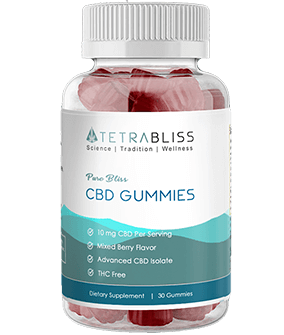 TETRABLISS
Science | Tradition | Wellness
Pure Bliss
CBD GUMMIES
10 mg CBD Per Serving
Mixed Berry Flavor
Advanced CBD Isolate
THC Free
Dietary Supplement | 30 Gummies